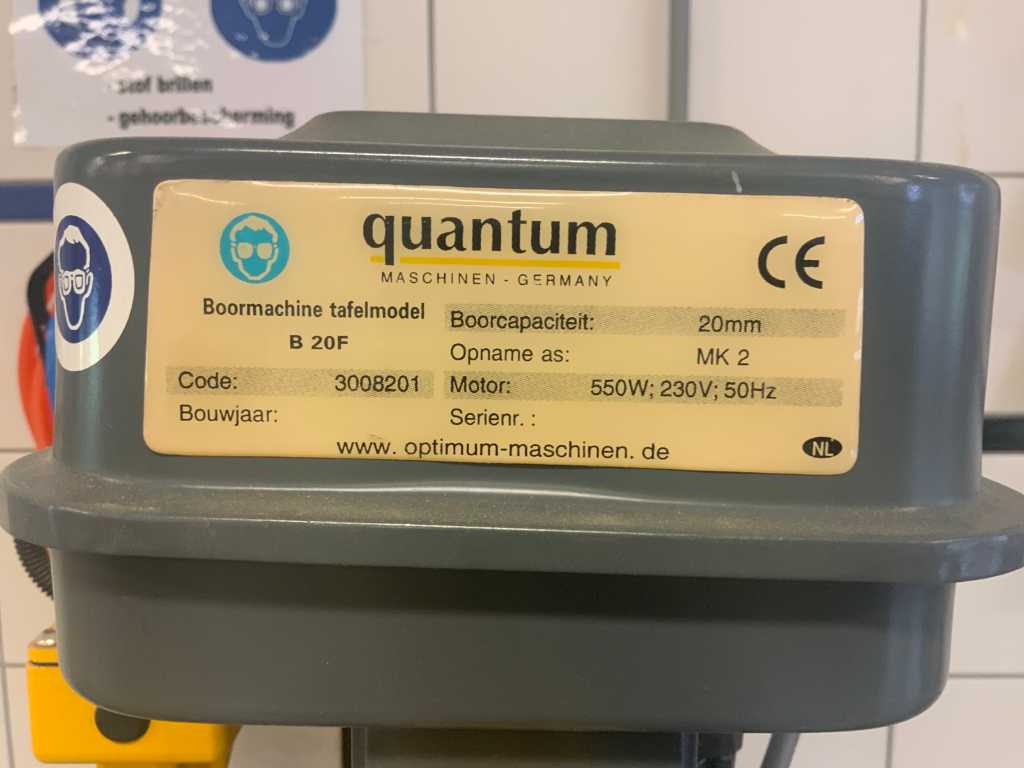 - stof brillen
- gehoorbescherming
quantum
MASCHINEN - GERMANY
CE
Boormachine tafelmodel
B 20F
Code: 3008201
Bouwjaar:
Boorcapaciteit: 20mm
Opname as: MK 2
Motor: 550W; 230V; 50Hz
Serienr. :
www. optimum-maschinen. de
NL